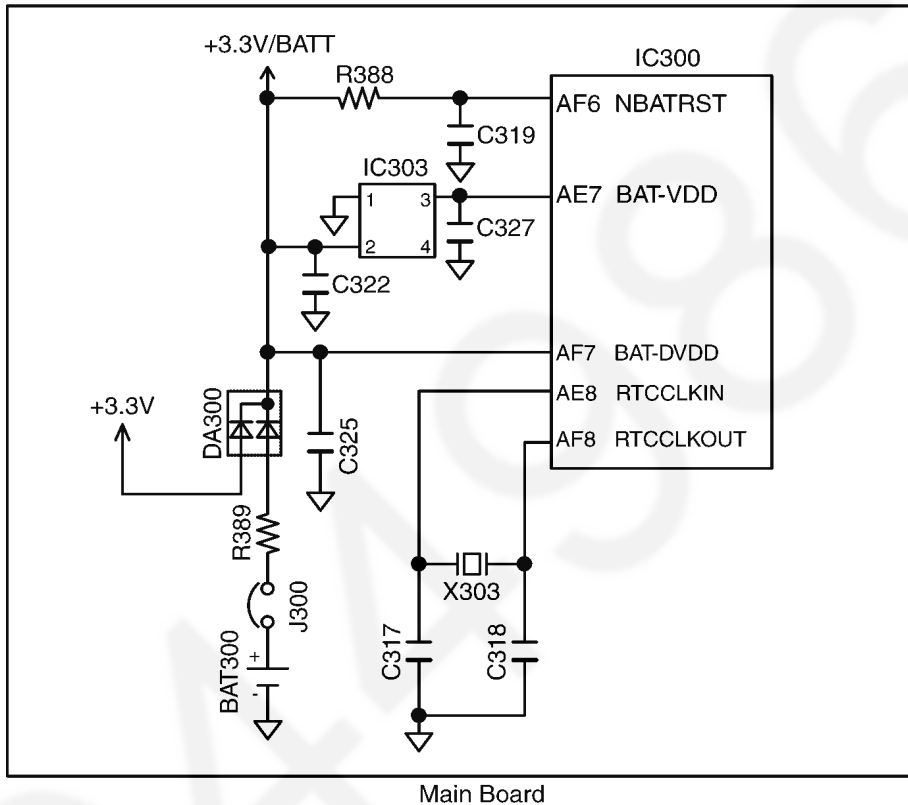 +3.3V/BATT
IC300
R388
AF6 NBATRST
C319
IC303
1
3
AE7 BAT-VDD
C327
2
4
C322
AF7 BAT-DVDD
+3.3V
DA300
AE8 RTCCLKIN
C325
AF8 RTCCLKOUT
R389
X303
J300
C317
C318
BAT300
+
-
Main Board